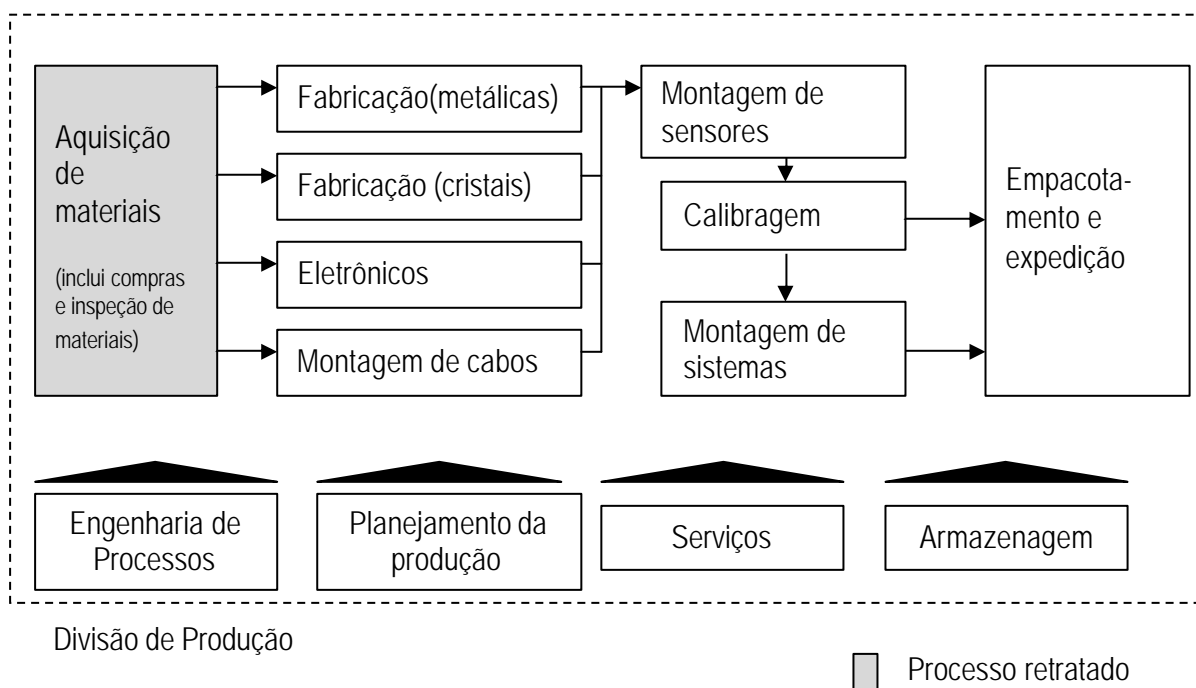 Aquisição
de
materiais
(inclui compras
e inspeção de
materiais)
Fabricação(metálicas)
Fabricação (cristais)
Eletrônicos
Montagem de cabos
Montagem de
sensores
Calibragem
Montagem de
sistemas
Empacota-
mento e
expedição
Engenharia de
Processos
Planejamento da
produção
Serviços
Armazenagem
Divisão de Produção
Processo retratado